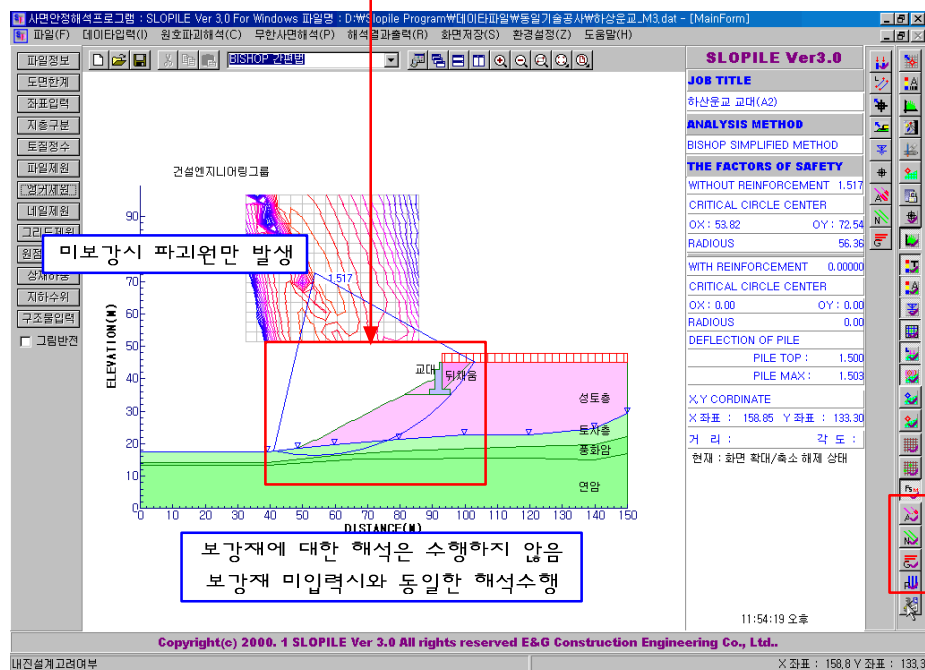 사면안정해석프로그램 : SLOPILE Ver 3,0 For Windows 파일명 : D:₩Slopile Program₩데이타파일₩동일기술공사₩하상운교_M3,dat - [MainForm]
파일(F) 데이타입력(I) 원호파괴해석(C) 무한사면해석(P) 해석결과출력(R) 화면저장(S) 환경설정(Z) 도움말(H)
파일정보
도면한계
좌표입력
지층구분
토질정수
파일제원
앵커제원
네일제원
그리드제원
원점
상재하중
지하수위
구조물입력
그림반전
BISHOP 간편법
건설엔지니어링그룹
미보강시 파괴원만 발생
1,517
ELEVATION(M)
90
70
60
50
40
30
20
10
0
교대
뒤채움
성토층
토사층
풍화암
연암
0 10 20 30 40 50 60 70 80 90 100 110 120 130 140 150
DISTANCE(M)
보강재에 대한 해석은 수행하지 않음
보강재 미입력시와 동일한 해석수행
SLOPILE Ver3.0
JOB TITLE
하산운교 교대(A2)
ANALYSIS METHOD
BISHOP SIMPLIFIED METHOD
THE FACTORS OF SAFETY
WITHOUT REINFORCEMENT 1.517
CRITICAL CIRCLE CENTER
OX : 53.82 OY : 72.54
RADIOUS 56.36
WITH REINFORCEMENT 0.00000
CRITICAL CIRCLE CENTER
OX : 0.00 OY : 0.00
RADIOUS 0.00
DEFLECTION OF PILE
PILE TOP : 1.500
PILE MAX : 1.503
X,Y CORDINATE
X 좌표 : 158.85 Y 좌표 : 133.30
거 리 : 각 도 :
현재 : 화면 확대/축소 해제 상태
11:54:19 오후
Copyright(c) 2000. 1 SLOPILE Ver 3.0 All rights reserved E&G Construction Engineering Co., Ltd..
내진설계고려여부
X 좌표 : 158,8 Y 좌표 : 133,3